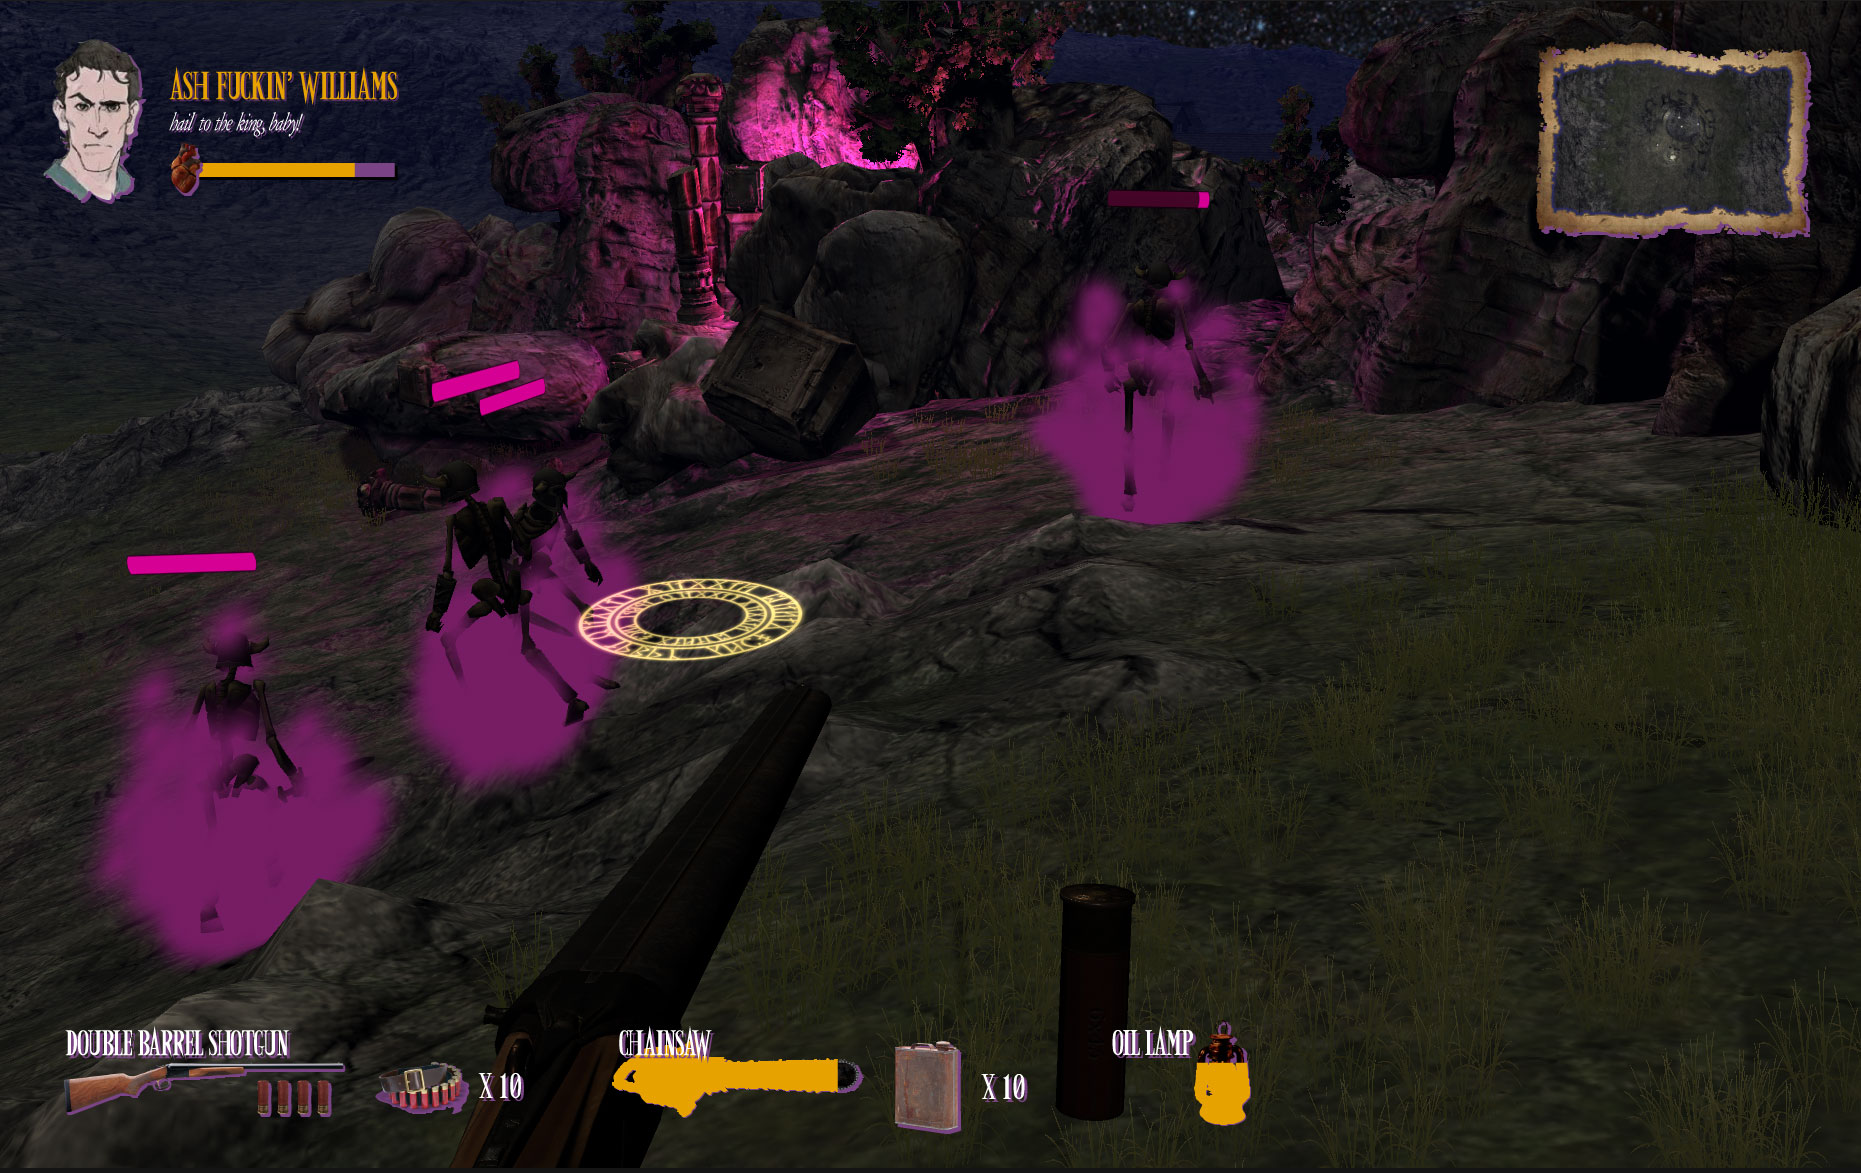 ASH FUCKIN' WILLIAMS
hail to the king, baby!
DOUBLE BARREL SHOTGUN
X 10
CHAINSAW
X 10
OIL LAMP